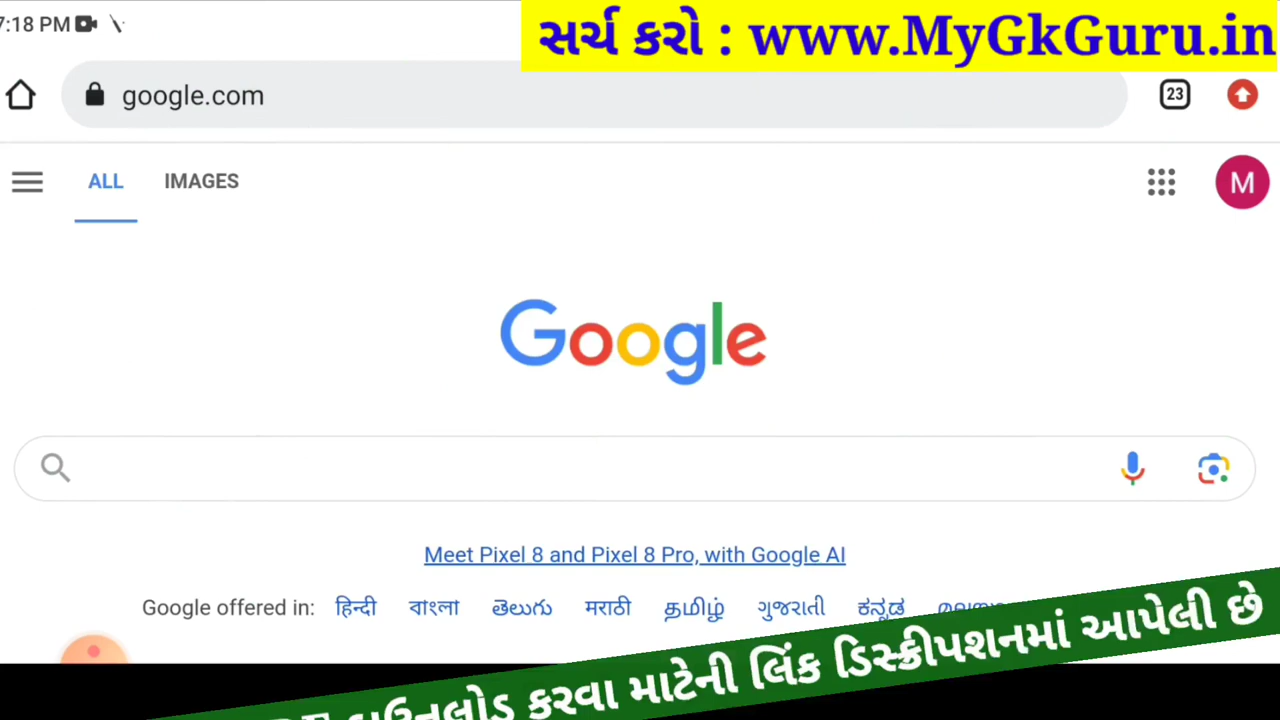 7:18 PM
સર્ચ કરો : www.MyGkGuru.in
google.com
23
ALL IMAGES
M
Google
Meet Pixel 8 and Pixel 8 Pro, with Google AI
Google offered in: हिन्दी বাংলা తెలుగు मराठी தமிழ் ગુજરાતી ಕನ್ನಡ
ડાઉનલોડ કરવા માટેની લિંક ડિસ્ક્રીપશનમાં આપેલી છે